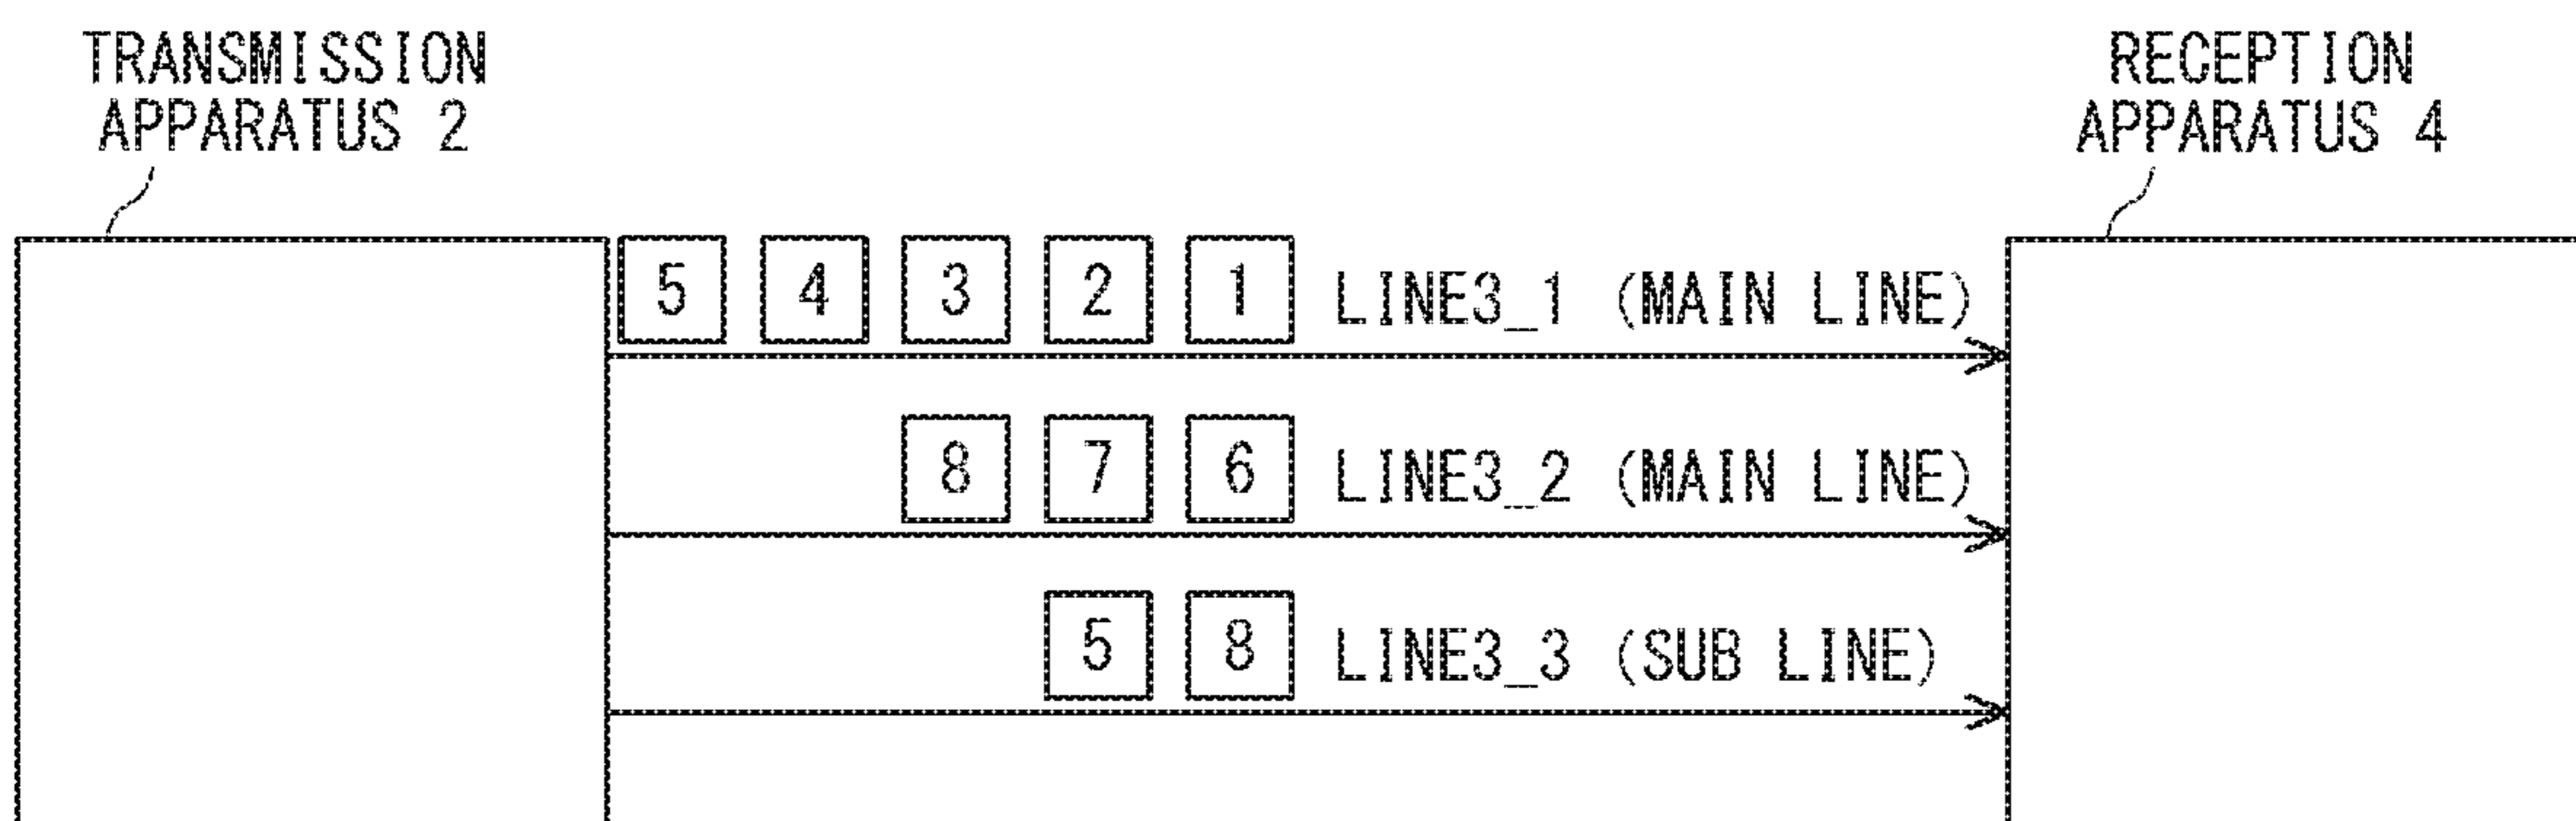 TRANSMISSION
APPARATUS 2
RECEPTION
APPARATUS 4
5 4 3 2 1 LINE3_1 (MAIN LINE)
8 7 6 LINE3_2 (MAIN LINE)
5 8 LINE3_3 (SUB LINE)